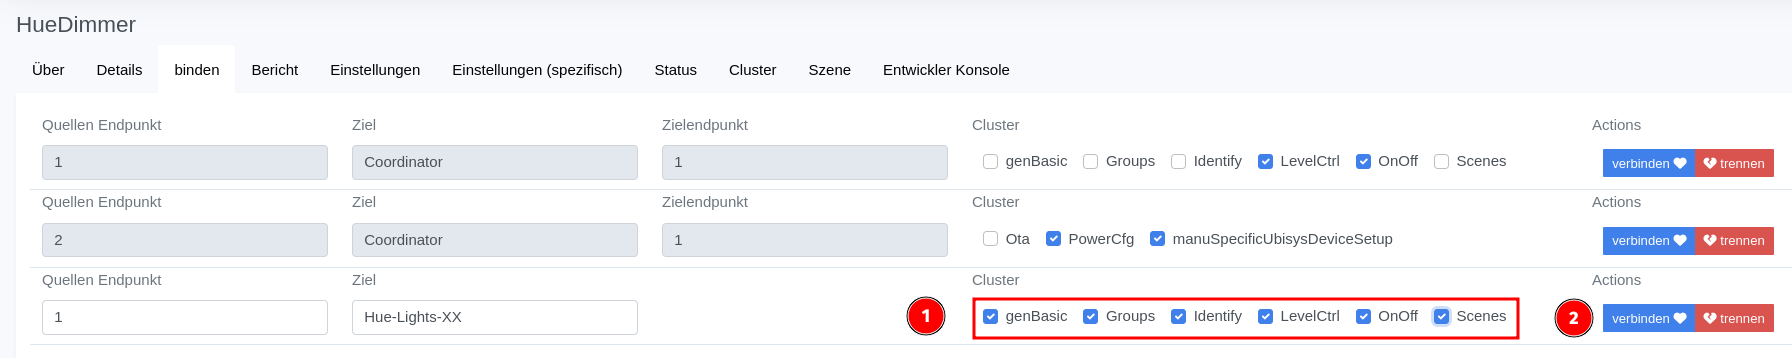 HueDimmer
Über Details binden Bericht Einstellungen Einstellungen (spezifisch) Status Cluster Szene Entwickler Konsole
Quellen Endpunkt Ziel Zielendpunkt Cluster Actions
1 Coordinator 1 genBasic Groups Identify LevelCtrl OnOff Scenes verbinden trennen
Quellen Endpunkt Ziel Zielendpunkt Cluster Actions
2 Coordinator 1 Ota PowerCfg manuSpecificUbisysDeviceSetup verbinden trennen
Quellen Endpunkt Ziel Cluster Actions
1 Hue-Lights-XX 1 genBasic Groups Identify LevelCtrl OnOff Scenes 2 verbinden trennen